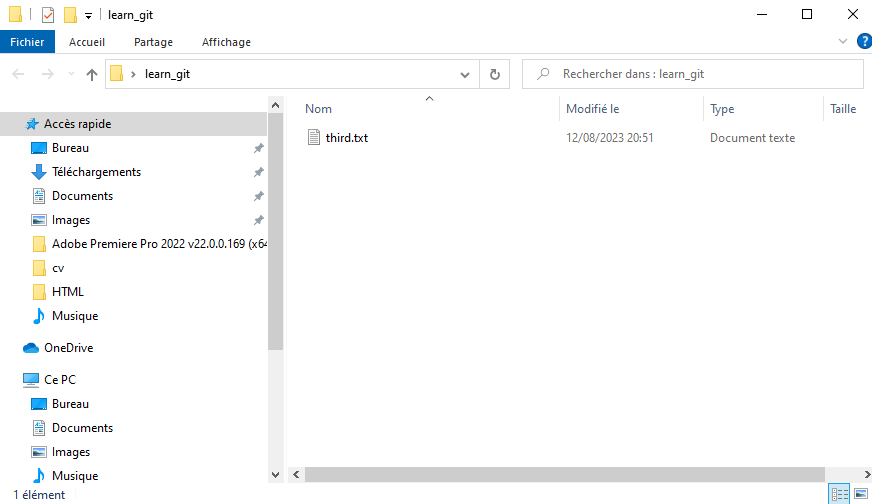 learn_git
Fichier Accueil Partage Affichage
learn_git Rechercher dans : learn_git
Nom Modifié le Type Taille
third.txt 12/08/2023 20:51 Document texte
Accès rapide
Bureau
Téléchargements
Documents
Images
Adobe Premiere Pro 2022 v22.0.0.169 (x64
cv
HTML
Musique
OneDrive
Ce PC
Bureau
Documents
Images
Musique
1 élément